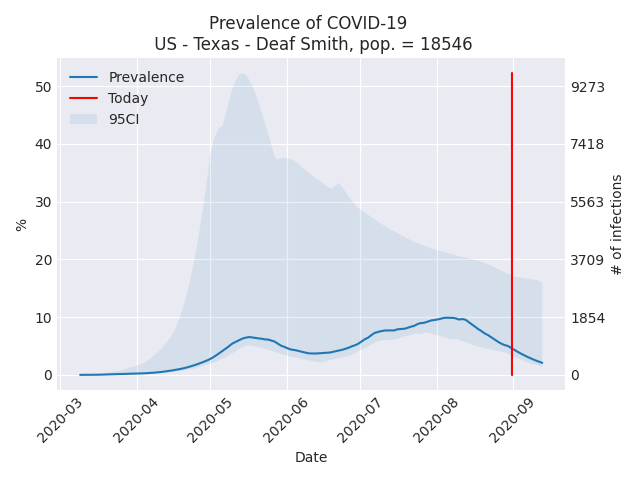 Prevalence of COVID-19
US - Texas - Deaf Smith, pop. = 18546
Prevalence
Today
95CI
50
40
30
20
10
0
%
9273
7418
5563
3709
1854
0
# of infections
2020-03
2020-04
2020-05
2020-06
2020-07
2020-08
2020-09
Date